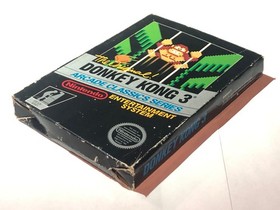 The Original
DONKEY KONG 3
ARCADE CLASSICS SERIES
Nintendo
ENTERTAINMENT
SYSTEM
DONKEY KONG 3